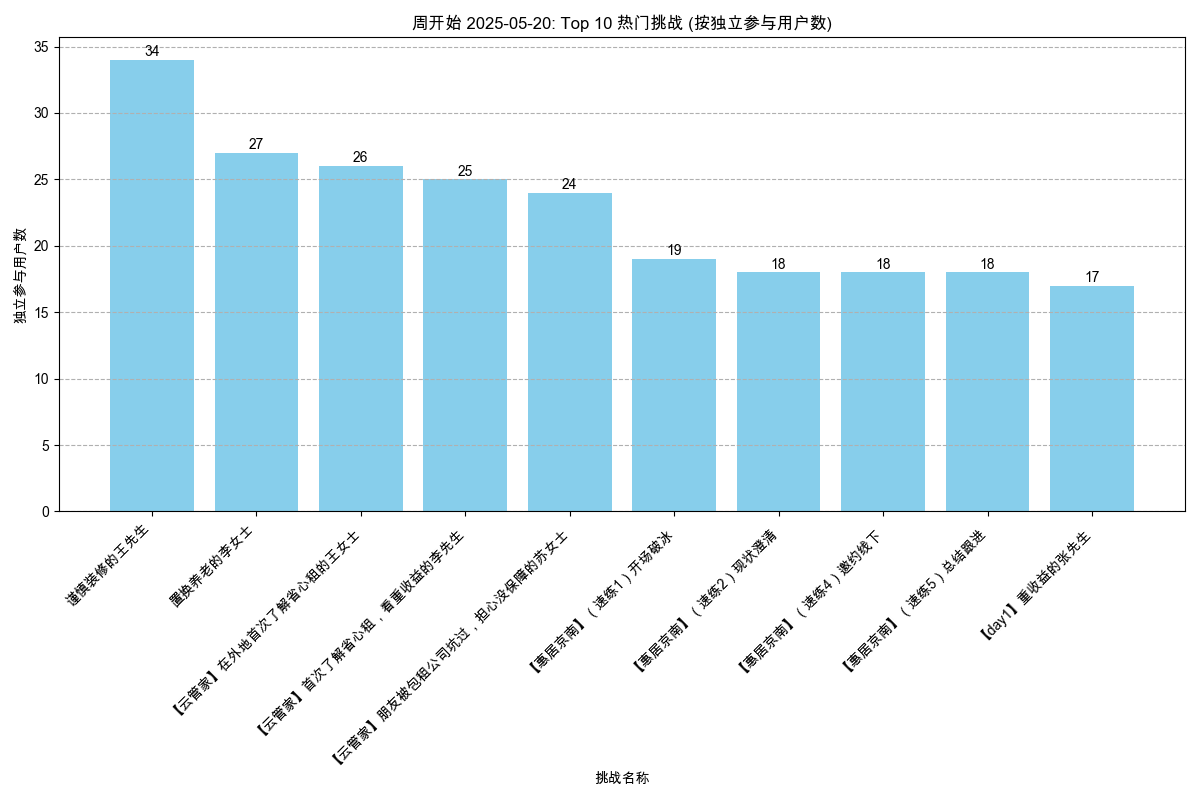 周开始 2025-05-20: Top 10 热门挑战 (按独立参与用户数)
独立参与用户数
35
30
25
20
15
10
5
0
34
27
26
25
24
19
18
18
18
17
谨慎装修的王先生
置换养老的李女士
【云管家】在外地首次了解省心租的王女士
【云管家】首次了解省心租，看重收益的李先生
【云管家】朋友被包租公司坑过，担心没保障的苏女士
【惠居京南】（速练1）开场破冰
【惠居京南】（速练2）现状澄清
【惠居京南】（速练4）邀约线下
【惠居京南】（速练5）总结跟进
【day1】重收益的张先生
挑战名称